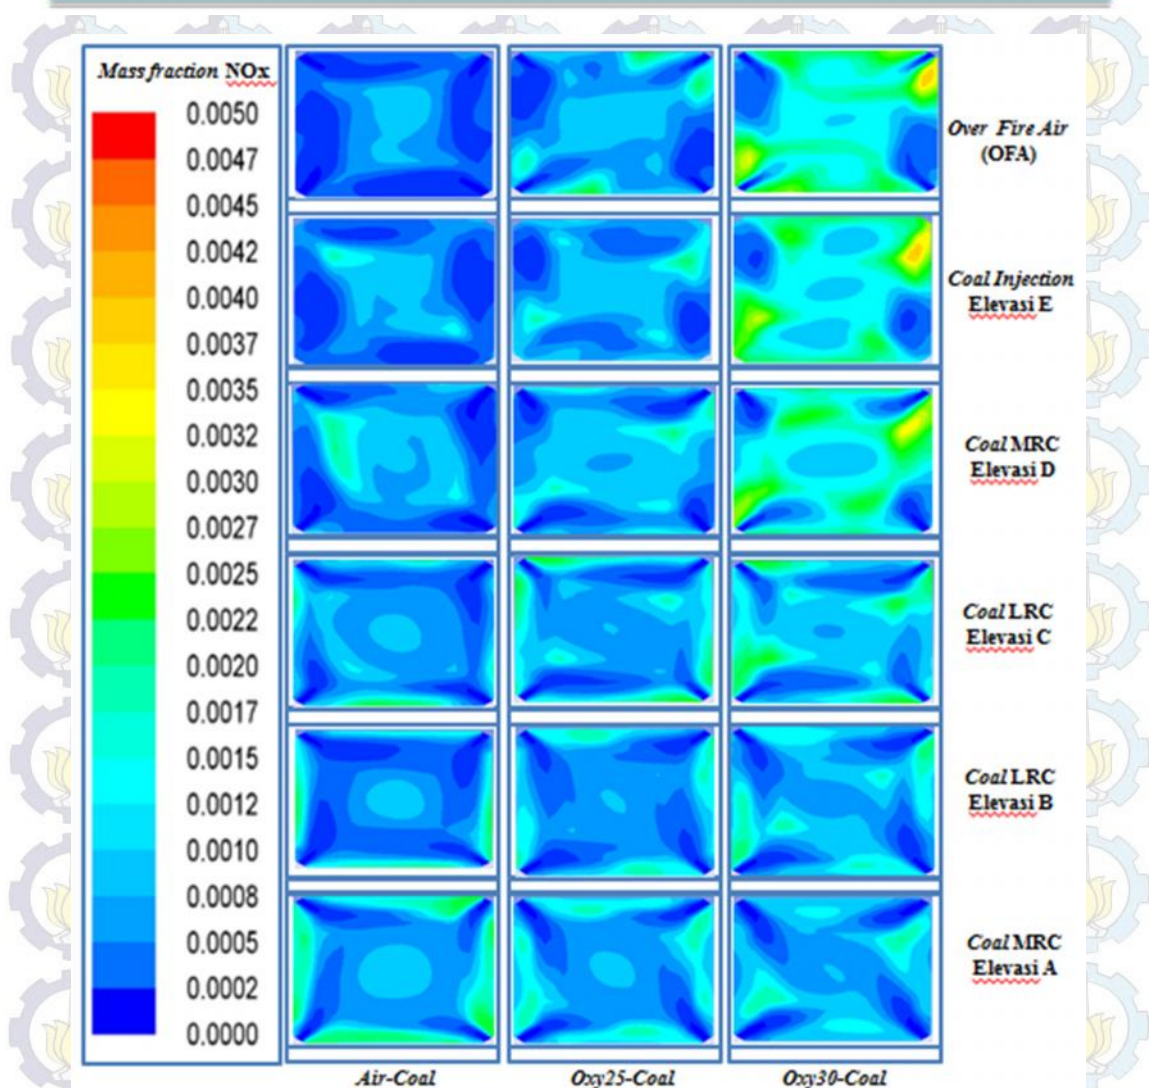 Mass fraction NOx
0.0050
0.0047
0.0045
0.0042
0.0040
0.0037
0.0035
0.0032
0.0030
0.0027
0.0025
0.0022
0.0020
0.0017
0.0015
0.0012
0.0010
0.0008
0.0005
0.0002
0.0000
Over Fire Air
(OFA)
Coal Injection
Elevasi E
Coal MRC
Elevasi D
Coal LRC
Elevasi C
Coal LRC
Elevasi B
Coal MRC
Elevasi A
Air-Coal
Oxy25-Coal
Oxy30-Coal